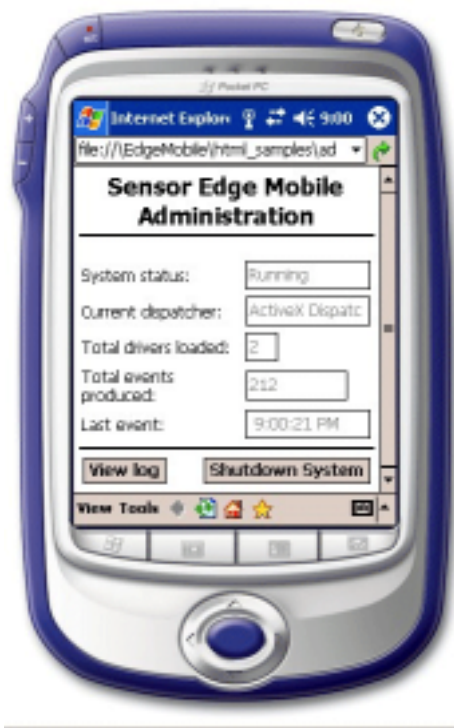 Pocket PC
Internet Explor
9:00
file://\EdgeMobile\html_samples\ad
Sensor Edge Mobile
Administration
System status: Running
Current dispatcher: ActiveX Dispatc
Total drivers loaded: 2
Total events
produced: 212
Last event: 9:00:21 PM
View log Shutdown System
View Tools